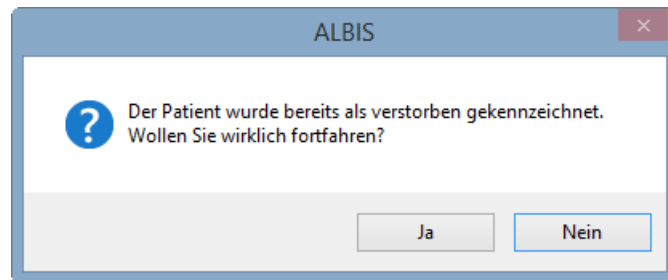 ALBIS
Der Patient wurde bereits als verstorben gekennzeichnet.
Wollen Sie wirklich fortfahren?
Ja
Nein